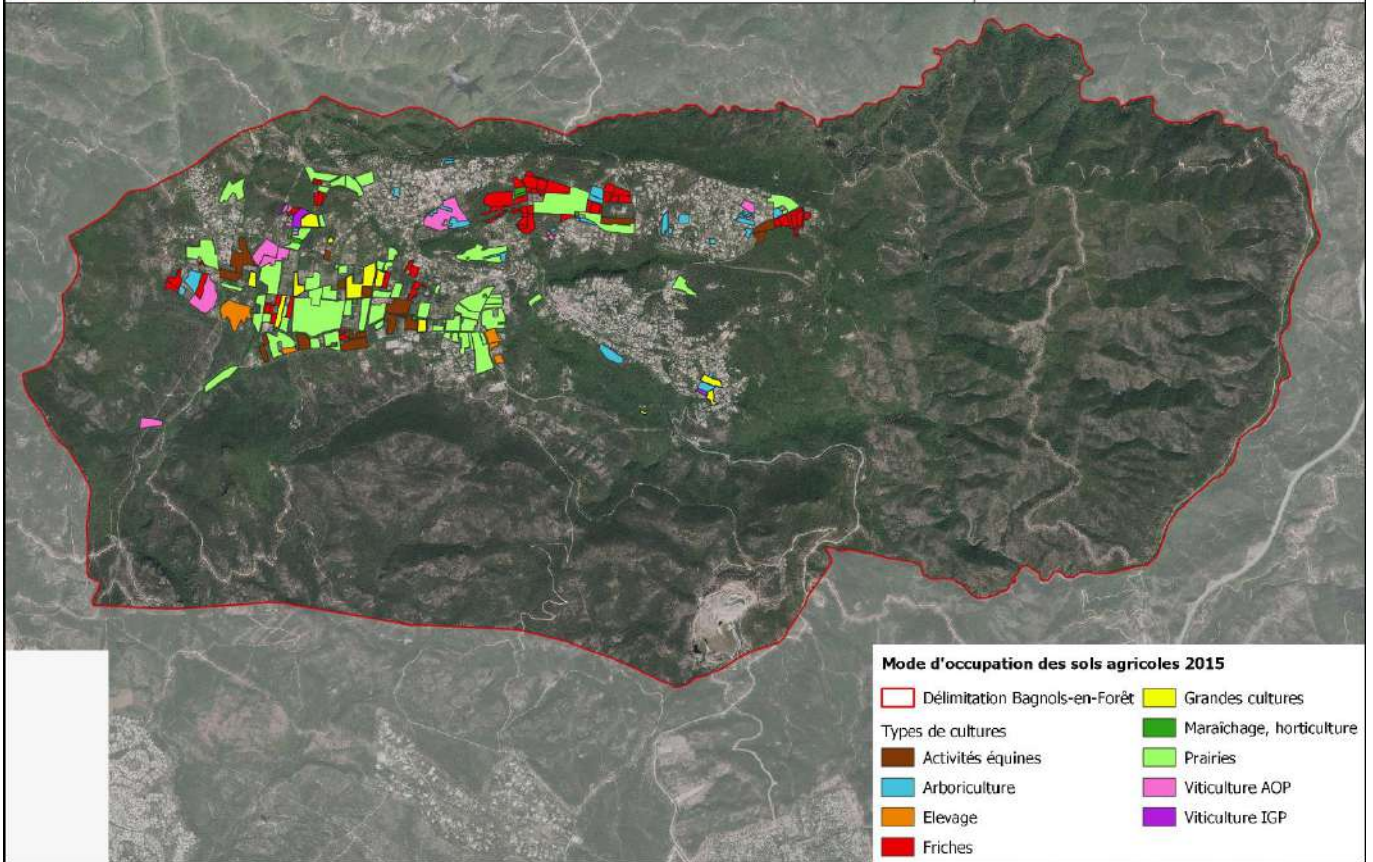 Mode d'occupation des sols agricoles 2015
Délimitation Bagnols-en-Forêt
Types de cultures
Activités équines
Arboriculture
Elevage
Friches
Grandes cultures
Maraîchage, horticulture
Prairies
Viticulture AOP
Viticulture IGP